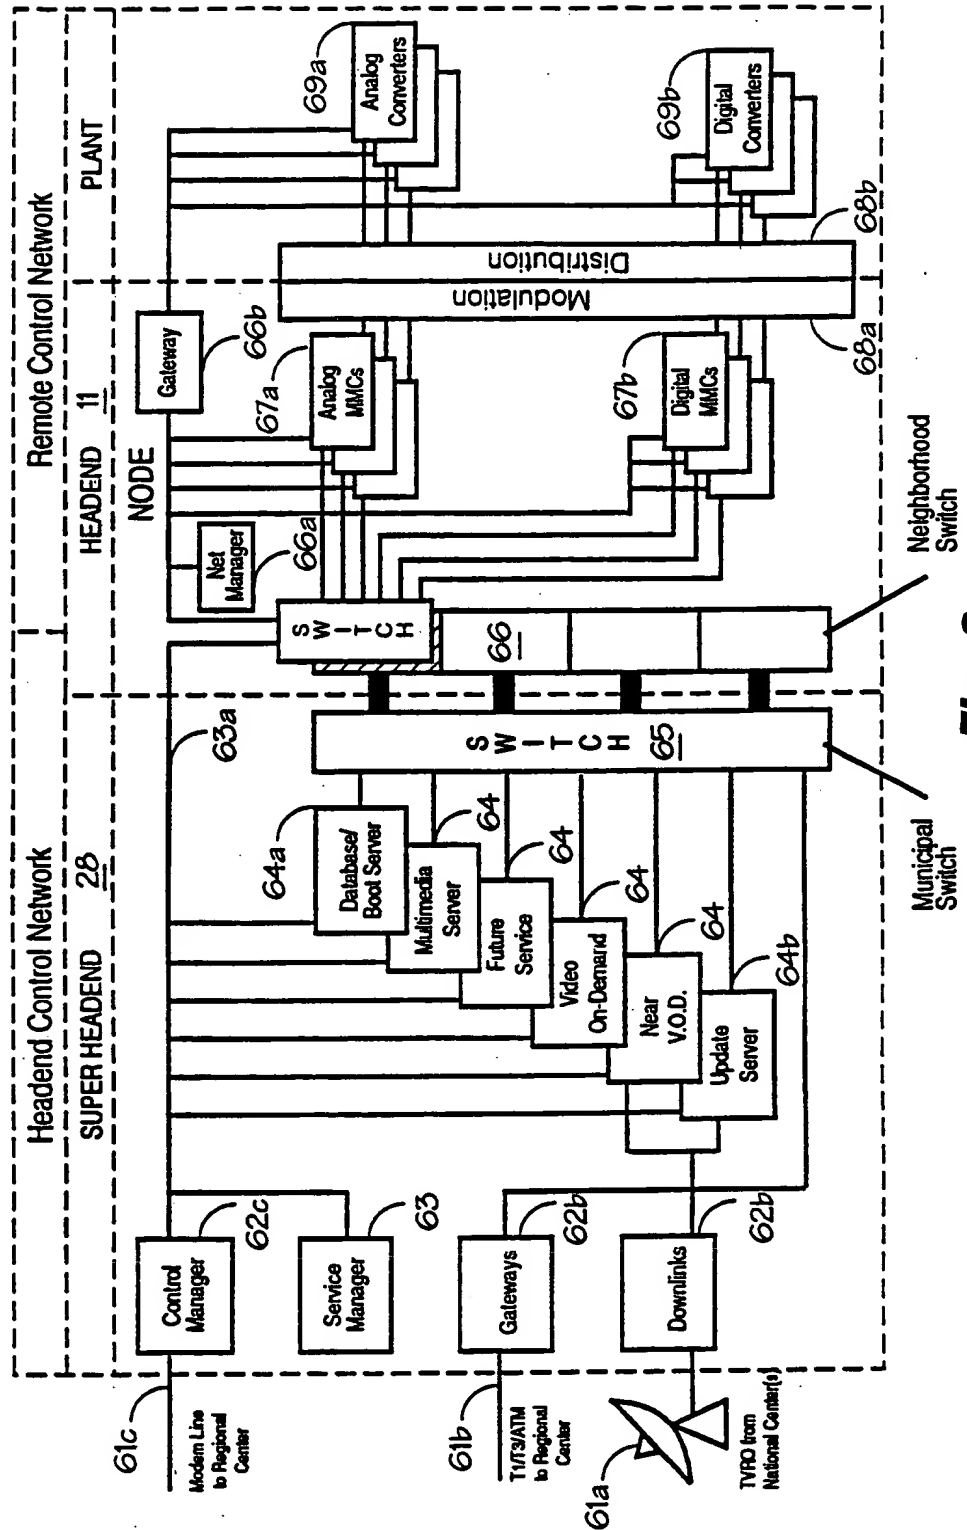 Headend Control Network
Remote Control Network
SUPER HEADEND 28
HEADEND 11
PLANT
NODE
61c
Modem Line
to Regional
Center
61b
T1/T3/ATM
to Regional
Center
61a
TVRO from
National Center(s)
Control
Manager
62c
Service
Manager
63
Gateways
62b
Downlinks
62b
63a
64a
Database/
Boot Server
Multimedia
Server
64
Future
Service
64
Video
On-Demand
64
Near
V.O.D.
64
Update
Server
64b
SWITCH
65
Municipal
Switch
SWITCH
66
Neighborhood
Switch
Net
Manager
66a
Gateway
66b
67a
Analog
MMCs
67b
Digital
MMCs
Modulation
68a
Distribution
68b
69a
Analog
Converters
69b
Digital
Converters